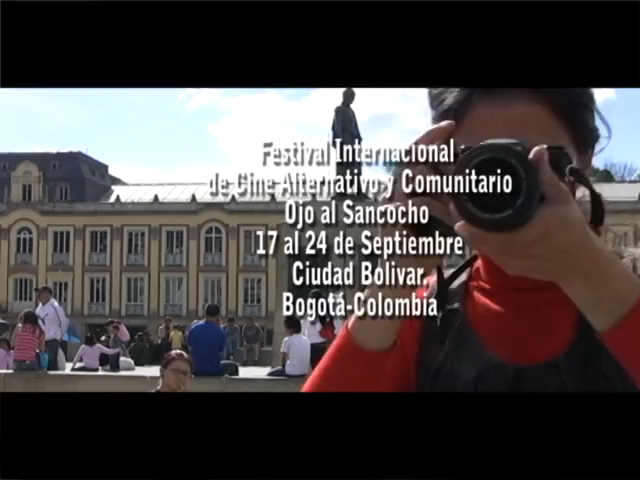 Festival Internacional
de Cine Alternativo y Comunitario
Ojo al Sancocho
17 al 24 de Septiembre
Ciudad Bolivar,
Bogotá-Colombia